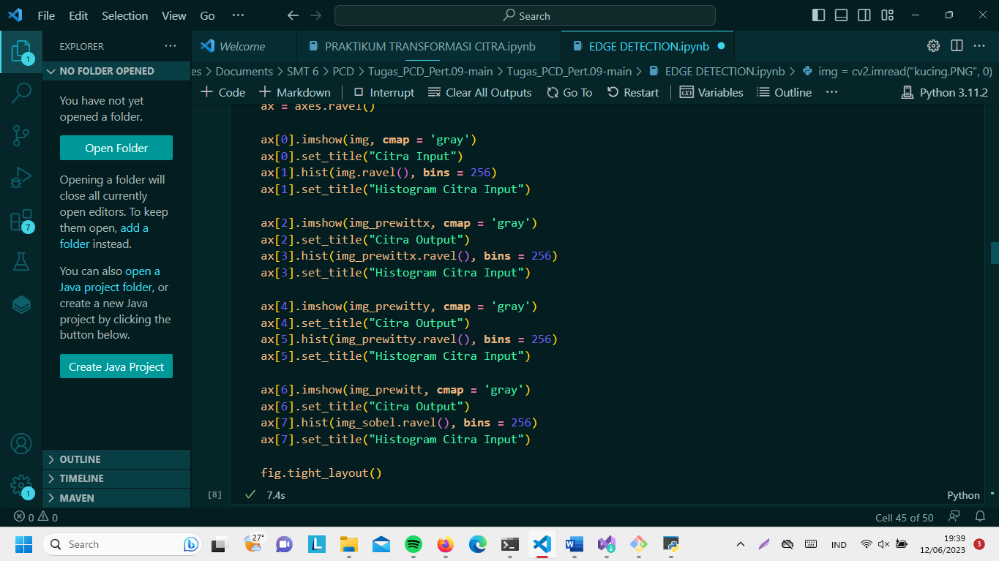 File Edit Selection View Go ···
Search
EXPLORER ···
Welcome
PRAKTIKUM TRANSFORMASI CITRA.ipynb
EDGE DETECTION.ipynb
NO FOLDER OPENED
es > Documents > SMT 6 > PCD > Tugas_PCD_Pert.09-main > Tugas_PCD_Pert.09-main > EDGE DETECTION.ipynb > img = cv2.imread("kucing.PNG", 0)
+ Code + Markdown Interrupt Clear All Outputs Go To Restart Variables Outline ··· Python 3.11.2
You have not yet
opened a folder.
Open Folder
Opening a folder will
close all currently
open editors. To keep
them open, add a
folder instead.
You can also open a
Java project folder, or
create a new Java
project by clicking the
button below.
Create Java Project
OUTLINE
TIMELINE
MAVEN
1
7
1
ax = axes.ravel()
ax[0].imshow(img, cmap = 'gray')
ax[0].set_title("Citra Input")
ax[1].hist(img.ravel(), bins = 256)
ax[1].set_title("Histogram Citra Input")
ax[2].imshow(img_prewittx, cmap = 'gray')
ax[2].set_title("Citra Output")
ax[3].hist(img_prewittx.ravel(), bins = 256)
ax[3].set_title("Histogram Citra Input")
ax[4].imshow(img_prewitty, cmap = 'gray')
ax[4].set_title("Citra Output")
ax[5].hist(img_prewitty.ravel(), bins = 256)
ax[5].set_title("Histogram Citra Input")
ax[6].imshow(img_prewitt, cmap = 'gray')
ax[6].set_title("Citra Output")
ax[7].hist(img_sobel.ravel(), bins = 256)
ax[7].set_title("Histogram Citra Input")
fig.tight_layout()
[8] 7.4s Python
0 0 Cell 45 of 50
Search
27°
L
IND
19:39
12/06/2023
3